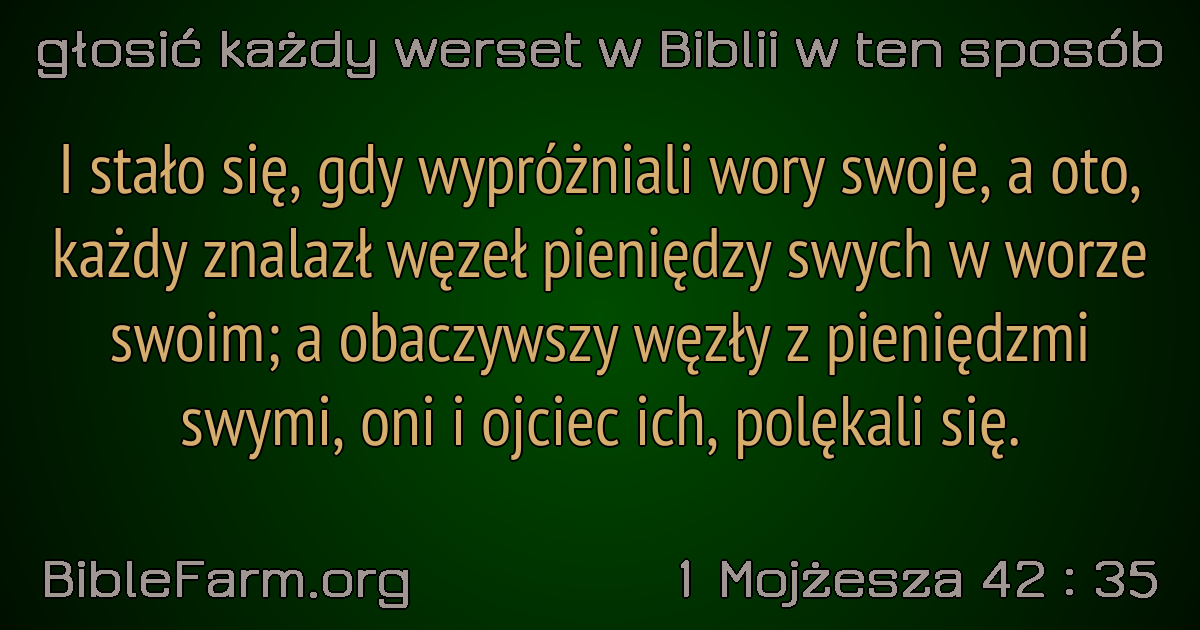 głosić każdy werset w Biblii w ten sposób
I stało się, gdy wypróżniali wory swoje, a oto,
każdy znalazł węzeł pieniędzy swych w worze
swoim; a obaczywszy węzły z pieniędzmi
swymi, oni i ojciec ich, polękali się.
BibleFarm.org
1 Mojżesza 42 : 35